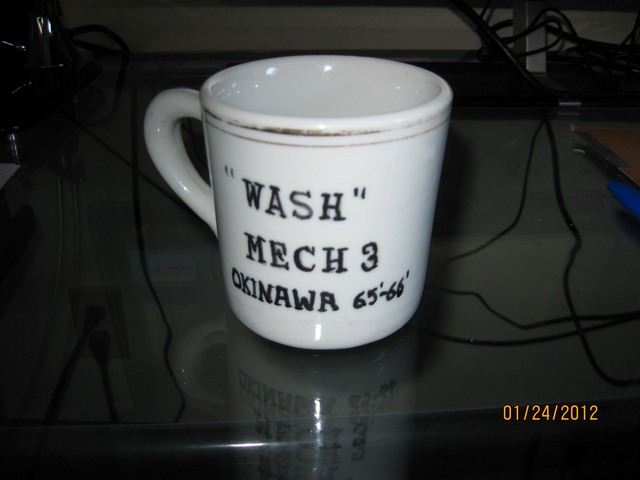 "WASH"
MECH 3
OKINAWA 65'-66'
01/24/2012